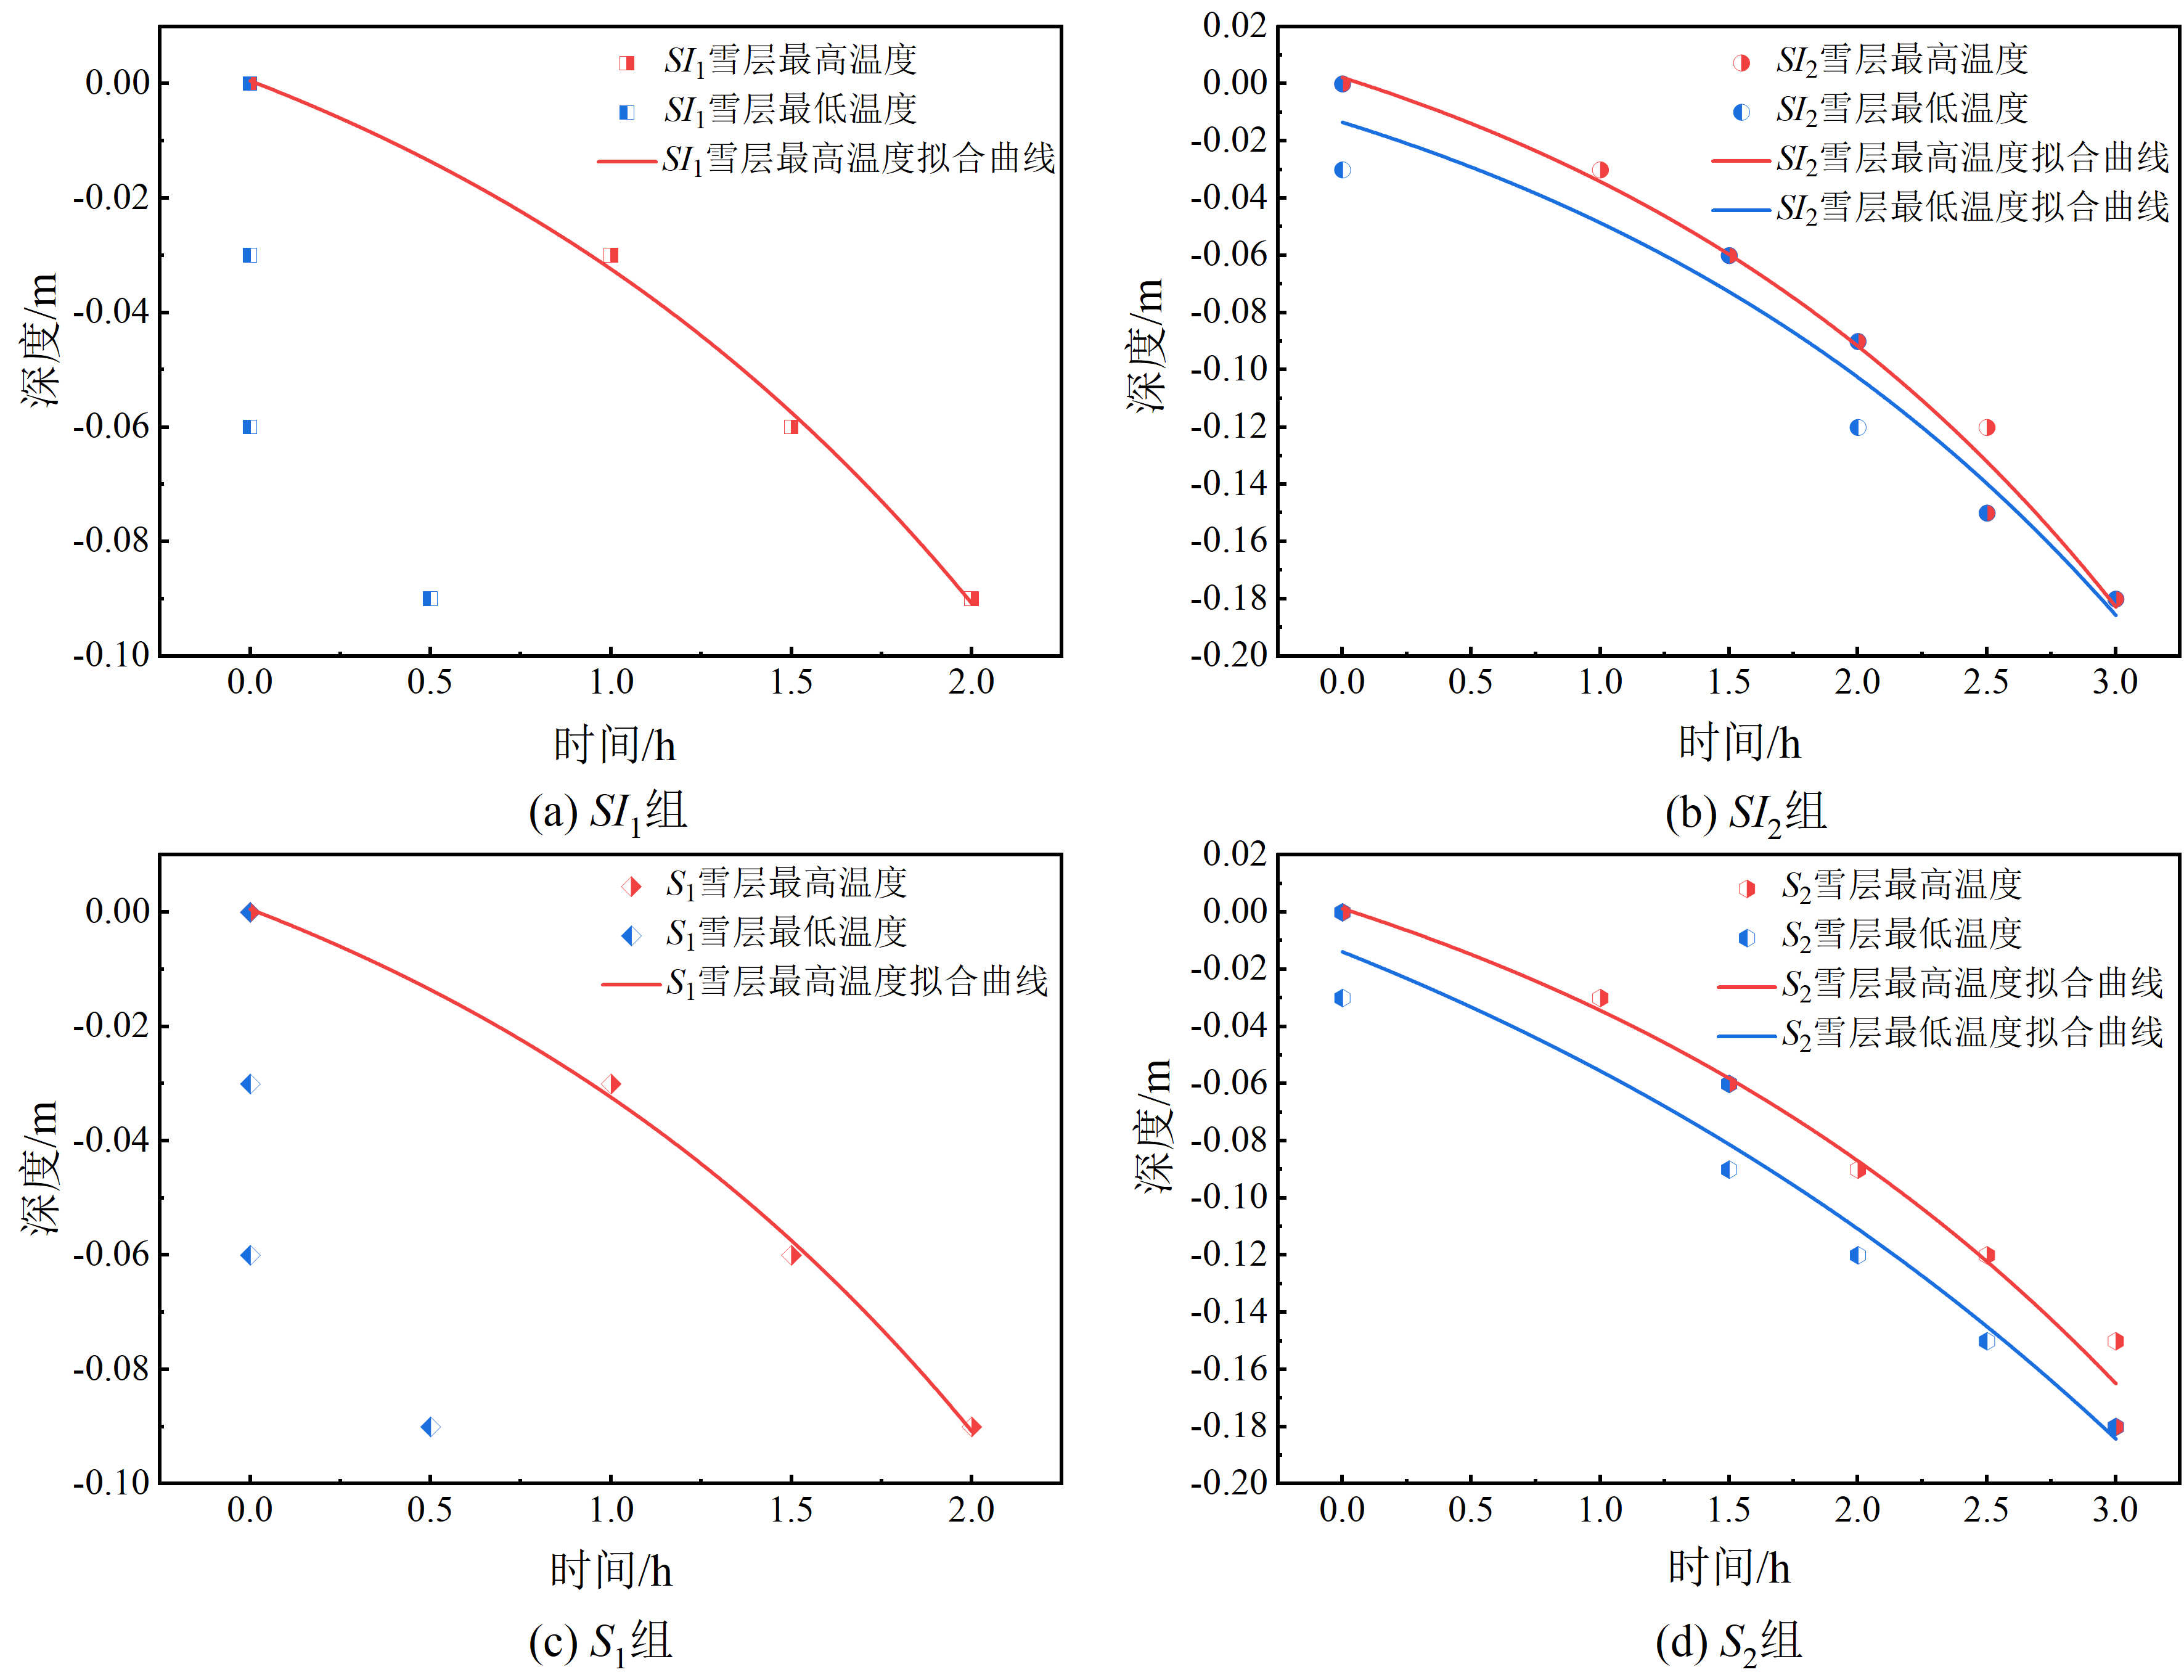 0.00
-0.02
-0.04
-0.06
-0.08
-0.10
0.0 0.5 1.0 1.5 2.0
深度/m
时间/h
SI1雪层最高温度
SI1雪层最低温度
SI1雪层最高温度拟合曲线
(a) SI1组
0.02
0.00
-0.02
-0.04
-0.06
-0.08
-0.10
-0.12
-0.14
-0.16
-0.18
-0.20
0.0 0.5 1.0 1.5 2.0 2.5 3.0
深度/m
时间/h
SI2雪层最高温度
SI2雪层最低温度
SI2雪层最高温度拟合曲线
SI2雪层最低温度拟合曲线
(b) SI2组
0.00
-0.02
-0.04
-0.06
-0.08
-0.10
0.0 0.5 1.0 1.5 2.0
深度/m
时间/h
S1雪层最高温度
S1雪层最低温度
S1雪层最高温度拟合曲线
(c) S1组
0.02
0.00
-0.02
-0.04
-0.06
-0.08
-0.10
-0.12
-0.14
-0.16
-0.18
-0.20
0.0 0.5 1.0 1.5 2.0 2.5 3.0
深度/m
时间/h
S2雪层最高温度
S2雪层最低温度
S2雪层最高温度拟合曲线
S2雪层最低温度拟合曲线
(d) S2组